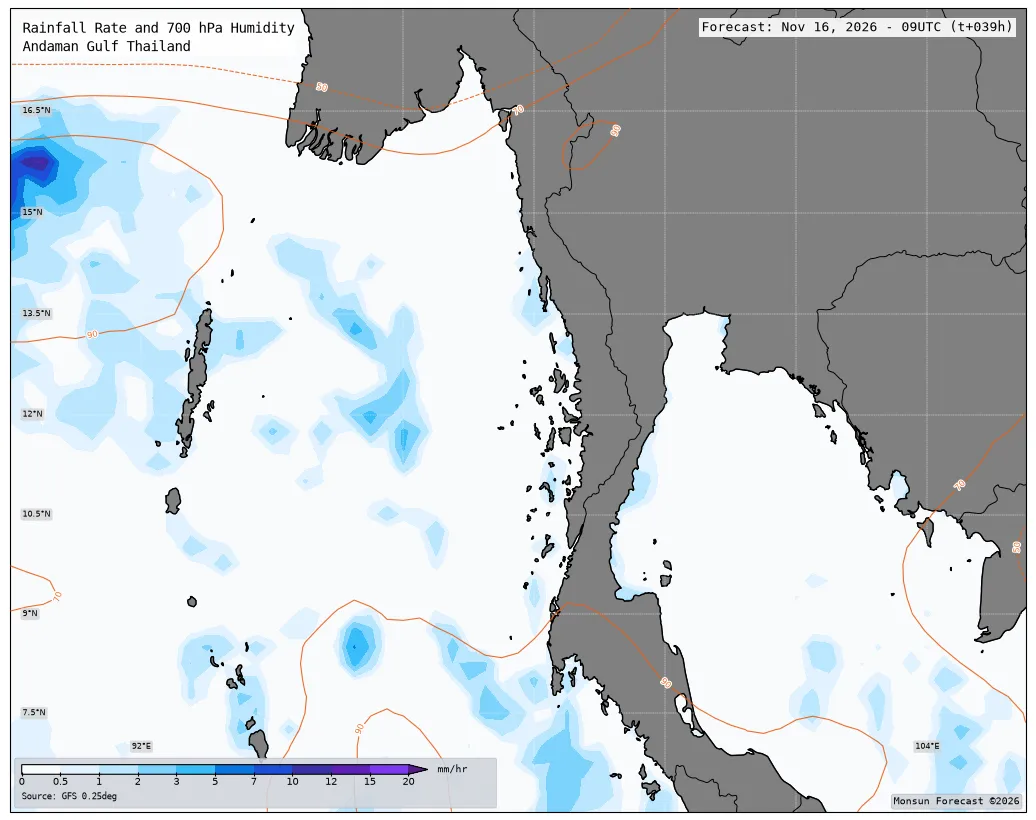 Rainfall Rate and 700 hPa Humidity
Andaman Gulf Thailand
Forecast: Nov 16, 2026 - 09UTC (t+039h)
50
70
90
16.5°N
15°N
13.5°N
90
12°N
70
10.5°N
50
70
9°N
90
7.5°N
90
92°E
104°E
mm/hr
0 0.5 1 2 3 5 7 10 12 15 20
Source: GFS 0.25deg
Monsun Forecast ©2026